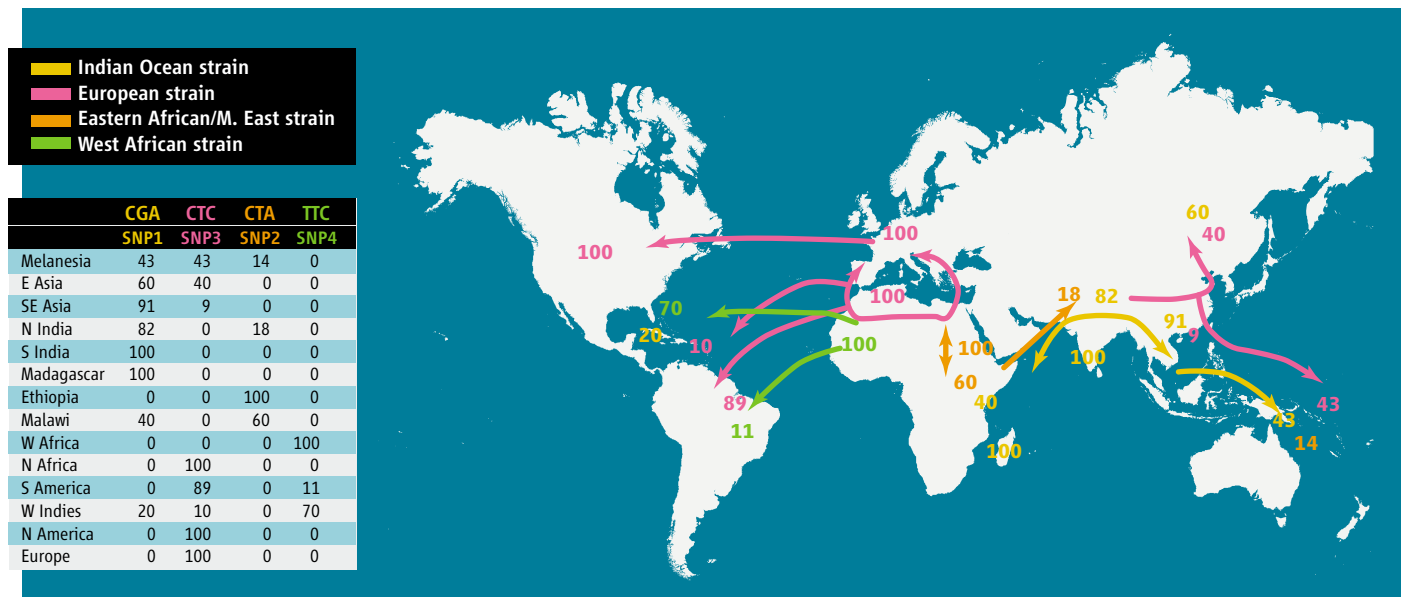 Indian Ocean strain
European strain
Eastern African/M. East strain
West African strain
CGA CTC CTA TTC
SNP1 SNP3 SNP2 SNP4
Melanesia 43 43 14 0
E Asia 60 40 0 0
SE Asia 91 9 0 0
N India 82 0 18 0
S India 100 0 0 0
Madagascar 100 0 0 0
Ethiopia 0 0 100 0
Malawi 40 0 60 0
W Africa 0 0 0 100
N Africa 0 100 0 0
S America 0 89 0 11
W Indies 20 10 0 70
N America 0 100 0 0
Europe 0 100 0 0
60
40
100
100
100
18 82
70
20
10
100
91
9
100
100
60
40
89
11
100
43
43
14